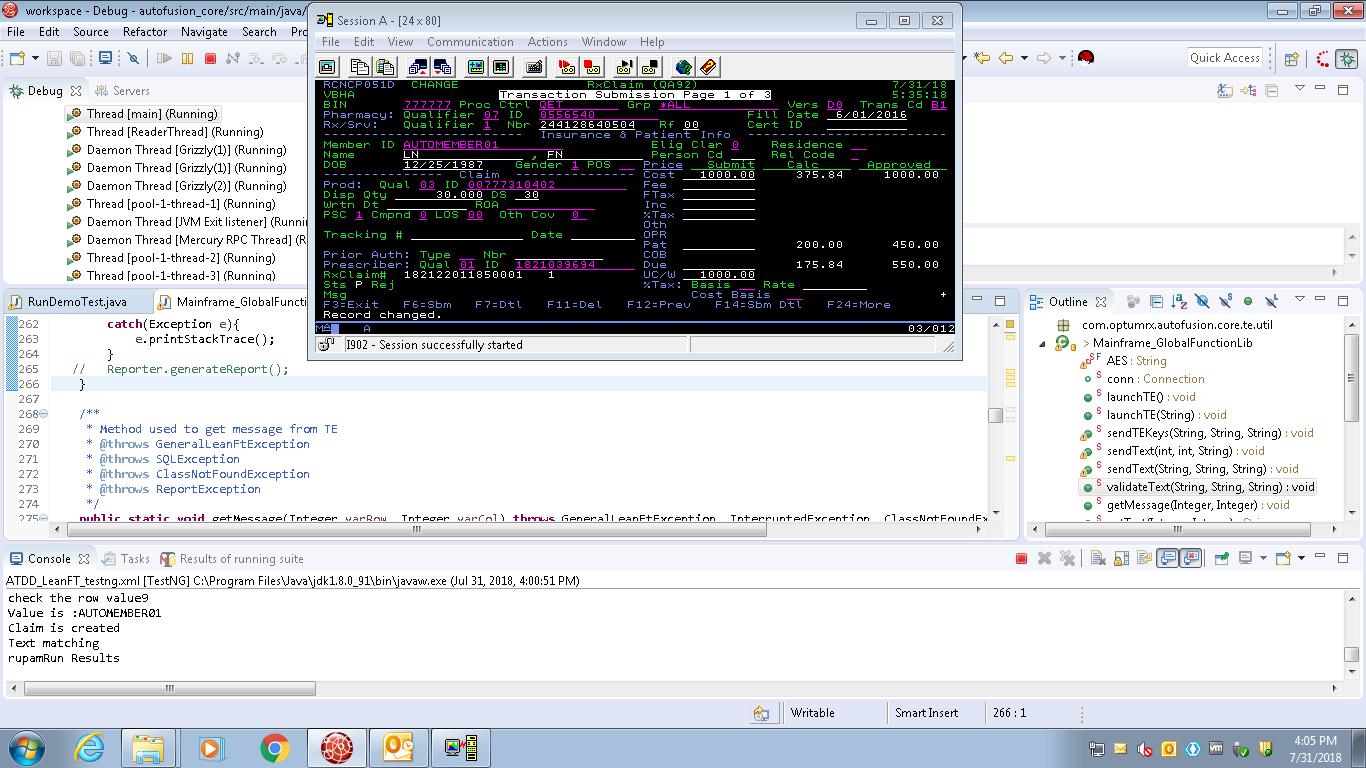 workspace - Debug - autofusion_core/src/main/java/
File Edit Source Refactor Navigate Search
Quick Access
Debug Servers
Thread [main] (Running)
Thread [ReaderThread] (Running)
Daemon Thread [Grizzly(1)] (Running)
Daemon Thread [Grizzly(1)] (Running)
Daemon Thread [Grizzly(2)] (Running)
Thread [pool-1-thread-1] (Running)
Daemon Thread [JVM Exit listener] (Runnin
Daemon Thread [Mercury RPC Thread] (R
Thread [pool-1-thread-2] (Running)
Thread [pool-1-thread-3] (Running)
Session A - [24 x 80]
File Edit View Communication Actions Window Help
RCNCP051D CHANGE RxClaim (QA92) 7/31/18
VBHA Transaction Submission Page 1 of 3 5:35:18
BIN 777777 Proc Ctrl QET Grp *ALL Vers D0 Trans Cd B1
Pharmacy: Qualifier 07 ID 0556540 Fill Date 6/01/2016
Rx/Srv: Qualifier 1 Nbr 244128640504 Rf 00 Cert ID
Insurance & Patient Info
Member ID AUTOMEMBER01 Elig Clar 0 Residence
Name LN , FN Person Cd Rel Code
DOB 12/25/1987 Gender 1 POS Price Submit Calc Approved
Claim Cost 1000.00 375.84 1000.00
Prod: Qual 03 ID 00777310402 Fee
Disp Qty 30.000 DS 30 FTax
Wrtn Dt ROA Inc
PSC 1 Cmpnd 0 LOS 00 Oth Cov 0 %Tax
Oth
Tracking # Date OPR
Pat 200.00 450.00
Prior Auth: Type Nbr COB
Prescriber: Qual 01 ID 1821039694 Due 175.84 550.00
RxClaim# 182122011850001 1 UC/W 1000.00
Sts P Rej %Tax: Basis Rate
Msg Cost Basis +
F3=Exit F6=Sbm F7=Dtl F11=Del F12=Prev F14=Sbm Dtl F24=More
Record changed.
MA A 03/012
I902 - Session successfully started
RunDemoTest.java Mainframe_GlobalFuncti
262 catch(Exception e){
263 e.printStackTrace();
264 }
265 // Reporter.generateReport();
266 }
267
268 /**
269 * Method used to get message from TE
270 * @throws GeneralLeanFtException
271 * @throws SQLException
272 * @throws ClassNotFoundException
273 * @throws ReportException
274 */
275 public static void getMessage(Integer varRow, Integer varCol) throws GeneralLeanFtException, InterruptedException, ClassNotFoundEx
Outline
com.optumrx.autofusion.core.te.util
> Mainframe_GlobalFunctionLib
AES : String
conn : Connection
launchTE() : void
launchTE(String) : void
sendTEKeys(String, String, String) : void
sendText(int, int, String) : void
sendText(String, String, String) : void
validateText(String, String, String) : void
getMessage(Integer, Integer) : void
Console Tasks Results of running suite
ATDD_LeanFT_testng.xml [TestNG] C:\Program Files\Java\jdk1.8.0_91\bin\javaw.exe (Jul 31, 2018, 4:00:51 PM)
check the row value9
Value is :AUTOMEMBER01
Claim is created
Text matching
rupamRun Results
Writable Smart Insert 266 : 1
4:05 PM
7/31/2018